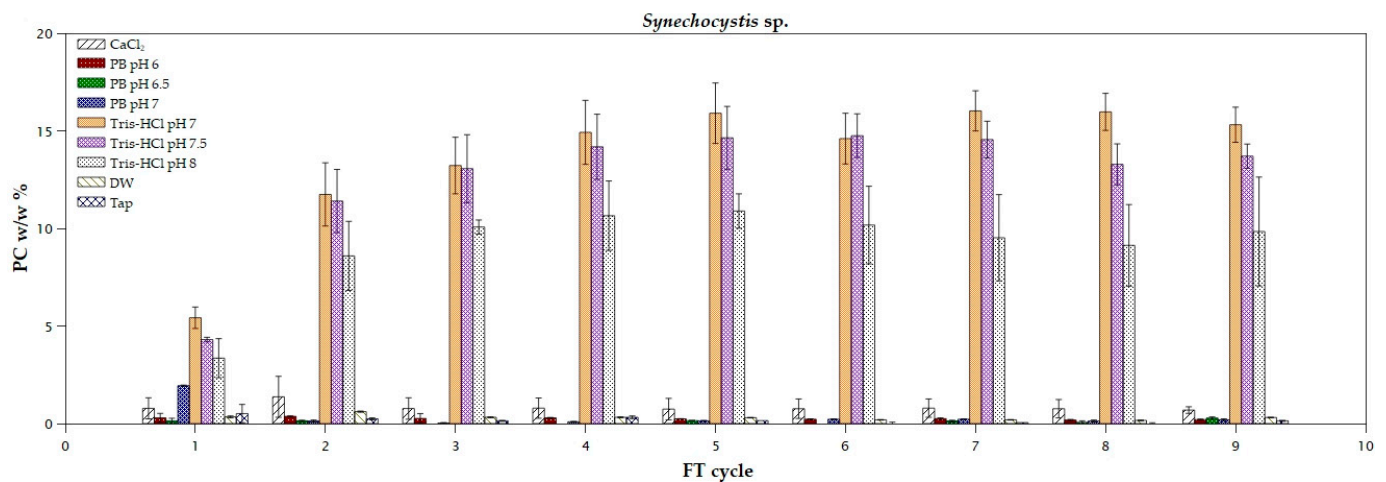 Synechocystis sp.
20
15
10
5
0
PC w/w %
CaCl₂
PB pH 6
PB pH 6.5
PB pH 7
Tris-HCl pH 7
Tris-HCl pH 7.5
Tris-HCl pH 8
DW
Tap
0 1 2 3 4 5 6 7 8 9 10
FT cycle